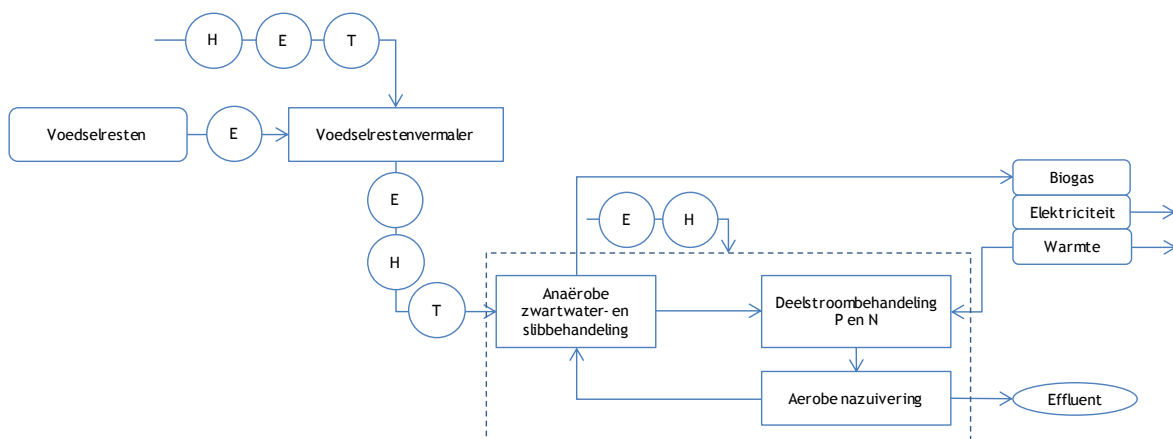 H
E
T
Voedselresten
E
Voedselrestenvermaler
E
H
T
E
H
Biogas
Elektriciteit
Warmte
Anaërobe
zwartwater- en
slibbehandeling
Deelstroombehandeling
P en N
Aerobe nazuivering
Effluent